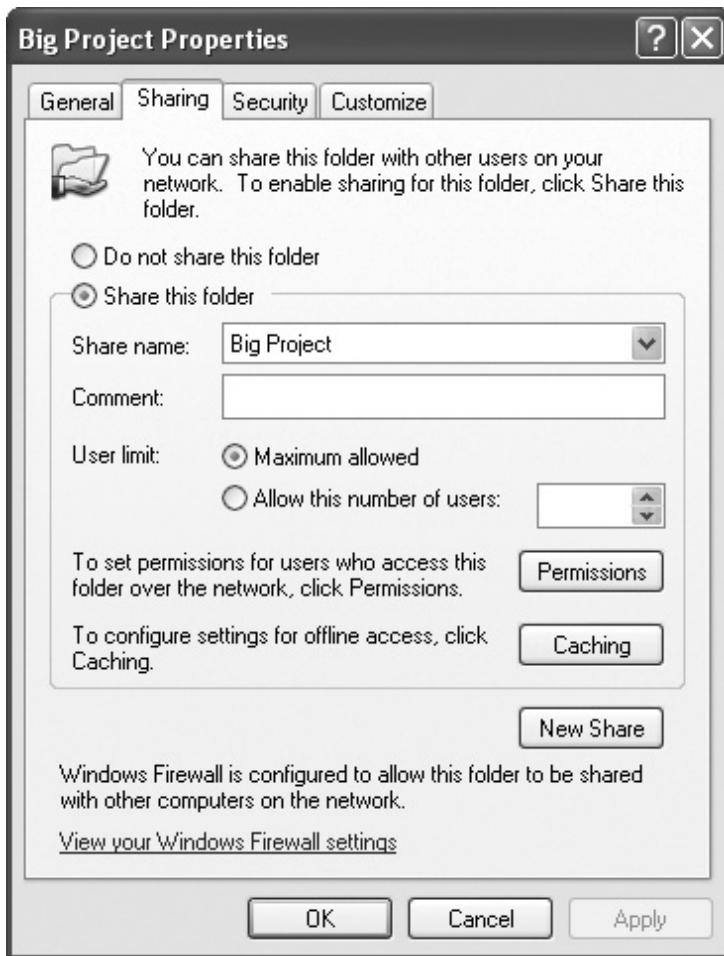 Big Project Properties
General Sharing Security Customize
You can share this folder with other users on your
network. To enable sharing for this folder, click Share this
folder.
Do not share this folder
Share this folder
Share name: Big Project
Comment:
User limit: Maximum allowed
Allow this number of users:
To set permissions for users who access this
folder over the network, click Permissions.
Permissions
To configure settings for offline access, click
Caching.
Caching
New Share
Windows Firewall is configured to allow this folder to be shared
with other computers on the network.
View your Windows Firewall settings
OK Cancel Apply